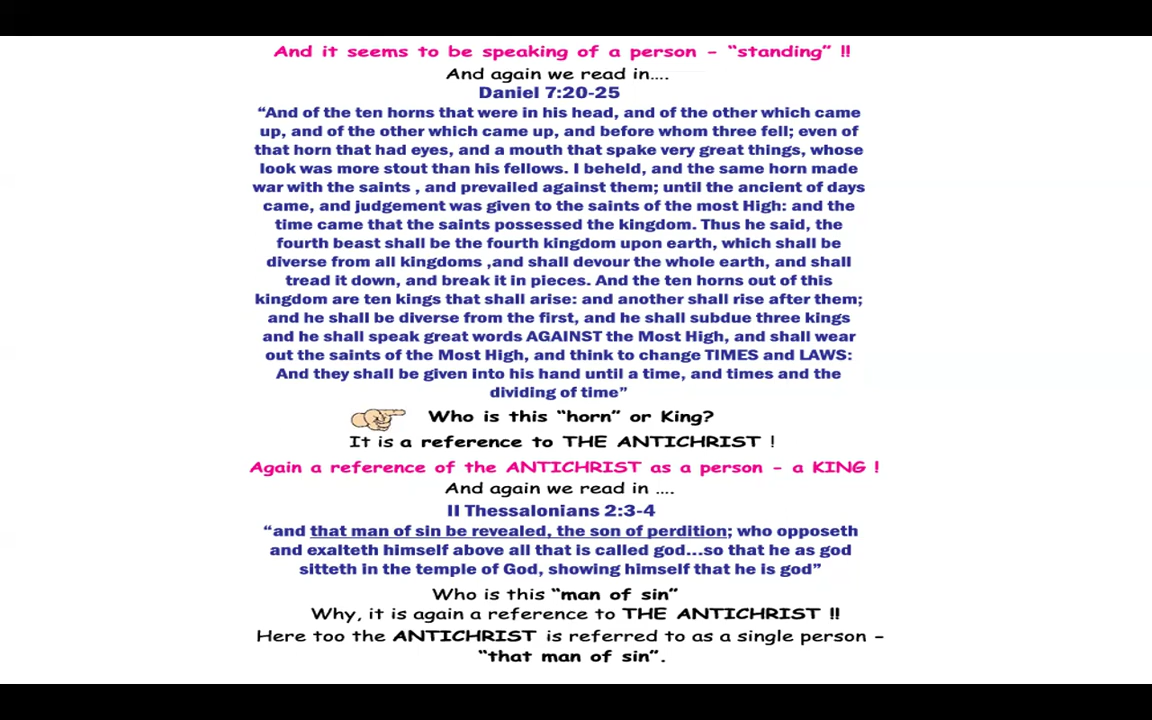 And it seems to be speaking of a person - “standing” !!
And again we read in....
Daniel 7:20-25
“And of the ten horns that were in his head, and of the other which came
up, and of the other which came up, and before whom three fell; even of
that horn that had eyes, and a mouth that spake very great things, whose
look was more stout than his fellows. I beheld, and the same horn made
war with the saints , and prevailed against them; until the ancient of days
came, and judgement was given to the saints of the most High: and the
time came that the saints possessed the kingdom. Thus he said, the
fourth beast shall be the fourth kingdom upon earth, which shall be
diverse from all kingdoms ,and shall devour the whole earth, and shall
tread it down, and break it in pieces. And the ten horns out of this
kingdom are ten kings that shall arise: and another shall rise after them;
and he shall be diverse from the first, and he shall subdue three kings
and he shall speak great words AGAINST the Most High, and shall wear
out the saints of the Most High, and think to change TIMES and LAWS:
And they shall be given into his hand until a time, and times and the
dividing of time”
Who is this “horn” or King?
It is a reference to THE ANTICHRIST !
Again a reference of the ANTICHRIST as a person - a KING !
And again we read in ....
II Thessalonians 2:3-4
“and that man of sin be revealed, the son of perdition; who opposeth
and exalteth himself above all that is called god...so that he as god
sitteth in the temple of God, showing himself that he is god”
Who is this “man of sin”
Why, it is again a reference to THE ANTICHRIST !!
Here too the ANTICHRIST is referred to as a single person -
“that man of sin”.